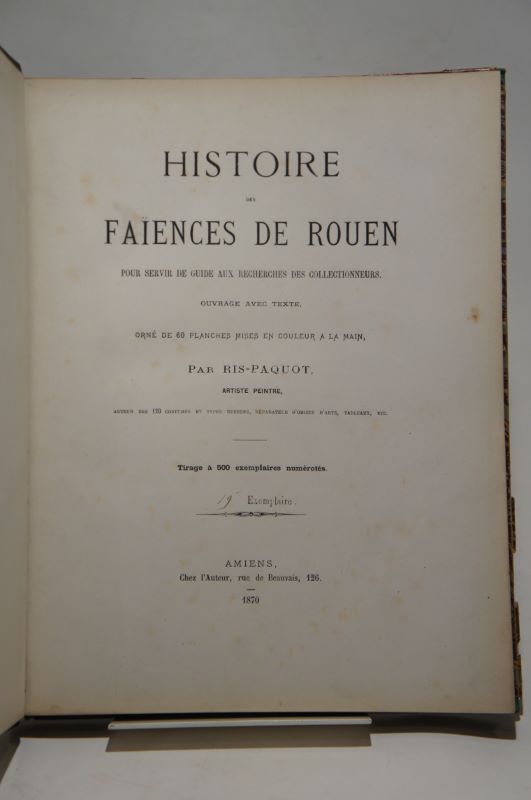 HISTOIRE
DES
FAÏENCES DE ROUEN
POUR SERVIR DE GUIDE AUX RECHERCHES DES COLLECTIONNEURS.
OUVRAGE AVEC TEXTE,
ORNÉ DE 60 PLANCHES MISES EN COULEUR A LA MAIN,
PAR RIS-PAQUOT,
ARTISTE PEINTRE,
AUTEUR DES 120 COSTUMES ET TYPES RUSSIENS, RÉPARATEUR D'OBJETS D'ARTS, TABLEAUX, ETC.
Tirage à 500 exemplaires numérotés.
19 Exemplaire.
AMIENS,
Chez l'Auteur, rue de Beauvais, 126.
1870